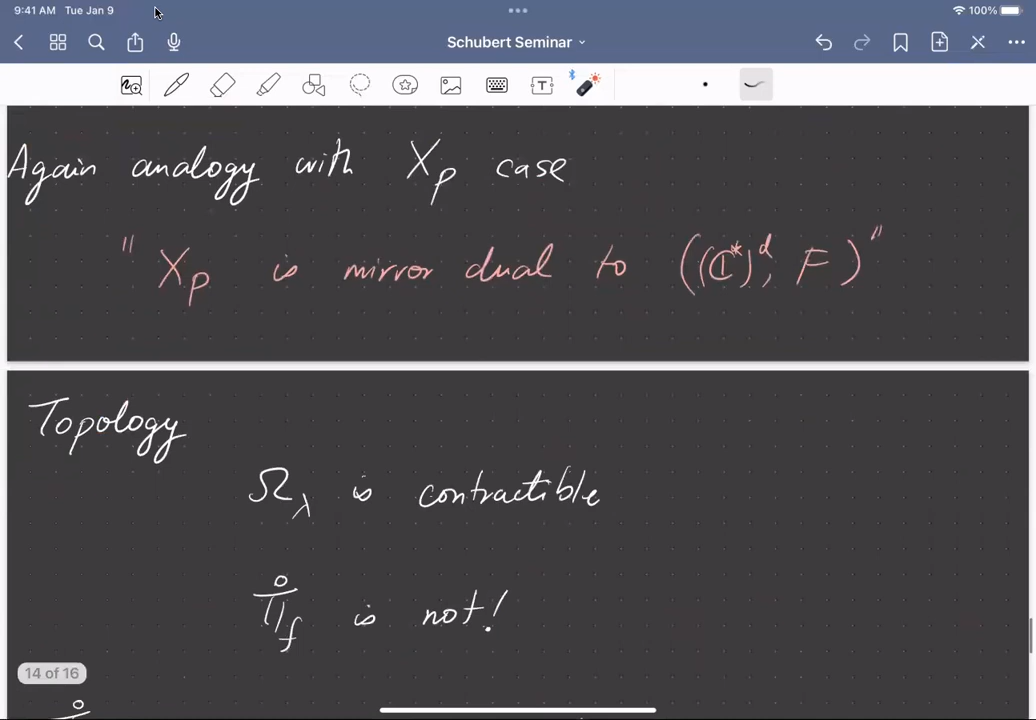 9:41 AM Tue Jan 9
100%
Schubert Seminar
Again analogy with X_P case
"X_P is mirror dual to ((ℂ*)^d, F)"
Topology
Ω_λ is contractible
Π̊_f is not!
14 of 16